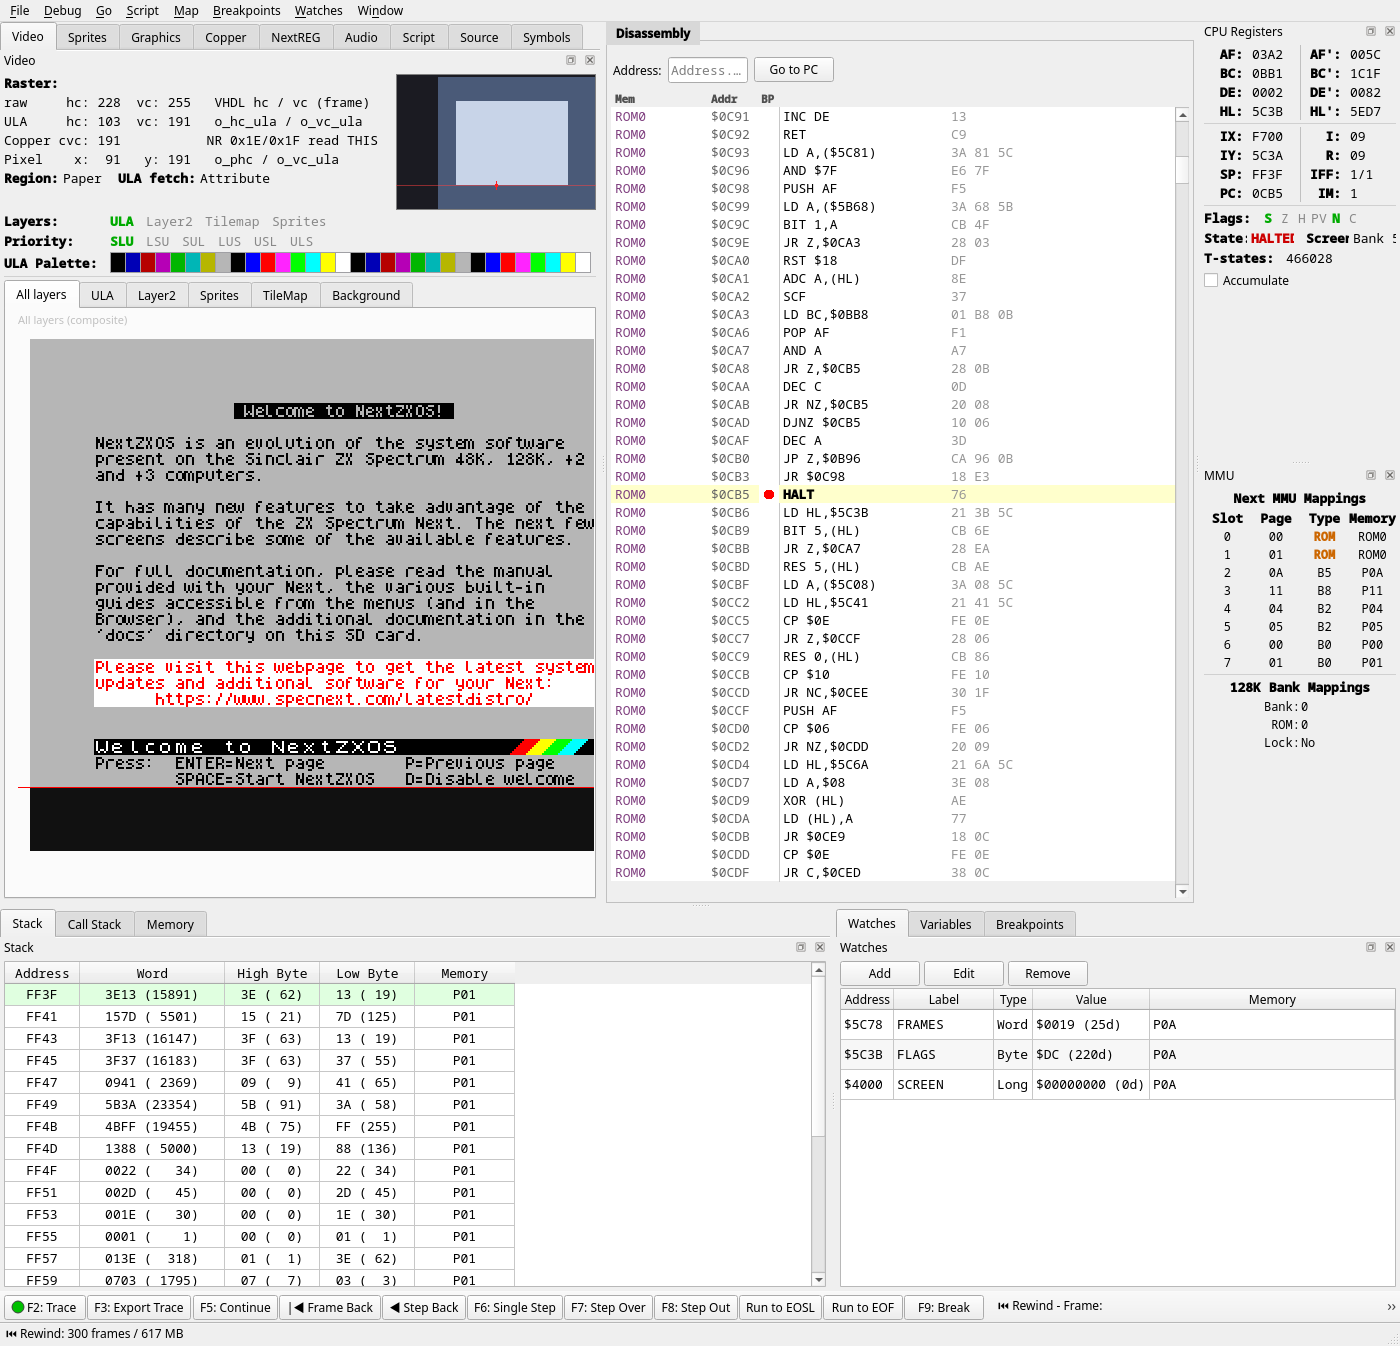 File Debug Go Script Map Breakpoints Watches Window
Video Sprites Graphics Copper NextREG Audio Script Source Symbols
Video
Raster:
raw hc: 228 vc: 255 VHDL hc / vc (frame)
ULA hc: 103 vc: 191 o_hc_ula / o_vc_ula
Copper cvc: 191 NR 0x1E/0x1F read THIS
Pixel x: 91 y: 191 o_phc / o_vc_ula
Region: Paper ULA fetch: Attribute
Layers: ULA Layer2 Tilemap Sprites
Priority: SLU LSU SUL LUS USL ULS
ULA Palette:
All layers ULA Layer2 Sprites TileMap Background
All layers (composite)
Welcome to NextZXOS!
NextZXOS is an evolution of the system software
present on the Sinclair ZX Spectrum 48K, 128K, +2
and +3 computers.
It has many new features to take advantage of the
capabilities of the ZX Spectrum Next. The next few
screens describe some of the available features.
For full documentation, please read the manual
provided with your Next, the various built-in
guides accessible from the menus (and in the
Browser), and the additional documentation in the
'docs' directory on this SD card.
Please visit this webpage to get the latest system
updates and additional software for your Next:
https://www.specnext.com/latestdistro/
Welcome to NextZXOS
Press: ENTER=Next page P=Previous page
SPACE=Start NextZXOS D=Disable welcome
Disassembly
Address: Address.… Go to PC
Mem Addr BP
ROM0 $0C91 INC DE 13
ROM0 $0C92 RET C9
ROM0 $0C93 LD A,($5C81) 3A 81 5C
ROM0 $0C96 AND $7F E6 7F
ROM0 $0C98 PUSH AF F5
ROM0 $0C99 LD A,($5B68) 3A 68 5B
ROM0 $0C9C BIT 1,A CB 4F
ROM0 $0C9E JR Z,$0CA3 28 03
ROM0 $0CA0 RST $18 DF
ROM0 $0CA1 ADC A,(HL) 8E
ROM0 $0CA2 SCF 37
ROM0 $0CA3 LD BC,$0BB8 01 B8 0B
ROM0 $0CA6 POP AF F1
ROM0 $0CA7 AND A A7
ROM0 $0CA8 JR Z,$0CB5 28 0B
ROM0 $0CAA DEC C 0D
ROM0 $0CAB JR NZ,$0CB5 20 08
ROM0 $0CAD DJNZ $0CB5 10 06
ROM0 $0CAF DEC A 3D
ROM0 $0CB0 JP Z,$0B96 CA 96 0B
ROM0 $0CB3 JR $0C98 18 E3
ROM0 $0CB5 HALT 76
ROM0 $0CB6 LD HL,$5C3B 21 3B 5C
ROM0 $0CB9 BIT 5,(HL) CB 6E
ROM0 $0CBB JR Z,$0CA7 28 EA
ROM0 $0CBD RES 5,(HL) CB AE
ROM0 $0CBF LD A,($5C08) 3A 08 5C
ROM0 $0CC2 LD HL,$5C41 21 41 5C
ROM0 $0CC5 CP $0E FE 0E
ROM0 $0CC7 JR Z,$0CCF 28 06
ROM0 $0CC9 RES 0,(HL) CB 86
ROM0 $0CCB CP $10 FE 10
ROM0 $0CCD JR NC,$0CEE 30 1F
ROM0 $0CCF PUSH AF F5
ROM0 $0CD0 CP $06 FE 06
ROM0 $0CD2 JR NZ,$0CDD 20 09
ROM0 $0CD4 LD HL,$5C6A 21 6A 5C
ROM0 $0CD7 LD A,$08 3E 08
ROM0 $0CD9 XOR (HL) AE
ROM0 $0CDA LD (HL),A 77
ROM0 $0CDB JR $0CE9 18 0C
ROM0 $0CDD CP $0E FE 0E
ROM0 $0CDF JR C,$0CED 38 0C
CPU Registers
AF: 03A2 AF': 005C
BC: 0BB1 BC': 1C1F
DE: 0002 DE': 0082
HL: 5C3B HL': 5ED7
IX: F700 I: 09
IY: 5C3A R: 09
SP: FF3F IFF: 1/1
PC: 0CB5 IM: 1
Flags: S Z H PV N C
State: HALTED Screen Bank 5
T-states: 466028
Accumulate
MMU
Next MMU Mappings
Slot Page Type Memory
0 00 ROM ROM0
1 01 ROM ROM0
2 0A B5 P0A
3 11 B8 P11
4 04 B2 P04
5 05 B2 P05
6 00 B0 P00
7 01 B0 P01
128K Bank Mappings
Bank: 0
ROM: 0
Lock: No
Stack Call Stack Memory
Stack
Address Word High Byte Low Byte Memory
FF3F 3E13 (15891) 3E ( 62) 13 ( 19) P01
FF41 157D ( 5501) 15 ( 21) 7D (125) P01
FF43 3F13 (16147) 3F ( 63) 13 ( 19) P01
FF45 3F37 (16183) 3F ( 63) 37 ( 55) P01
FF47 0941 ( 2369) 09 ( 9) 41 ( 65) P01
FF49 5B3A (23354) 5B ( 91) 3A ( 58) P01
FF4B 4BFF (19455) 4B ( 75) FF (255) P01
FF4D 1388 ( 5000) 13 ( 19) 88 (136) P01
FF4F 0022 ( 34) 00 ( 0) 22 ( 34) P01
FF51 002D ( 45) 00 ( 0) 2D ( 45) P01
FF53 001E ( 30) 00 ( 0) 1E ( 30) P01
FF55 0001 ( 1) 00 ( 0) 01 ( 1) P01
FF57 013E ( 318) 01 ( 1) 3E ( 62) P01
FF59 0703 ( 1795) 07 ( 7) 03 ( 3) P01
Watches Variables Breakpoints
Watches
Add Edit Remove
Address Label Type Value Memory
$5C78 FRAMES Word $0019 (25d) P0A
$5C3B FLAGS Byte $DC (220d) P0A
$4000 SCREEN Long $00000000 (0d) P0A
F2: Trace F3: Export Trace F5: Continue |◀ Frame Back ◀ Step Back F6: Single Step F7: Step Over F8: Step Out Run to EOSL Run to EOF F9: Break ⏮ Rewind - Frame: ››
⏮ Rewind: 300 frames / 617 MB